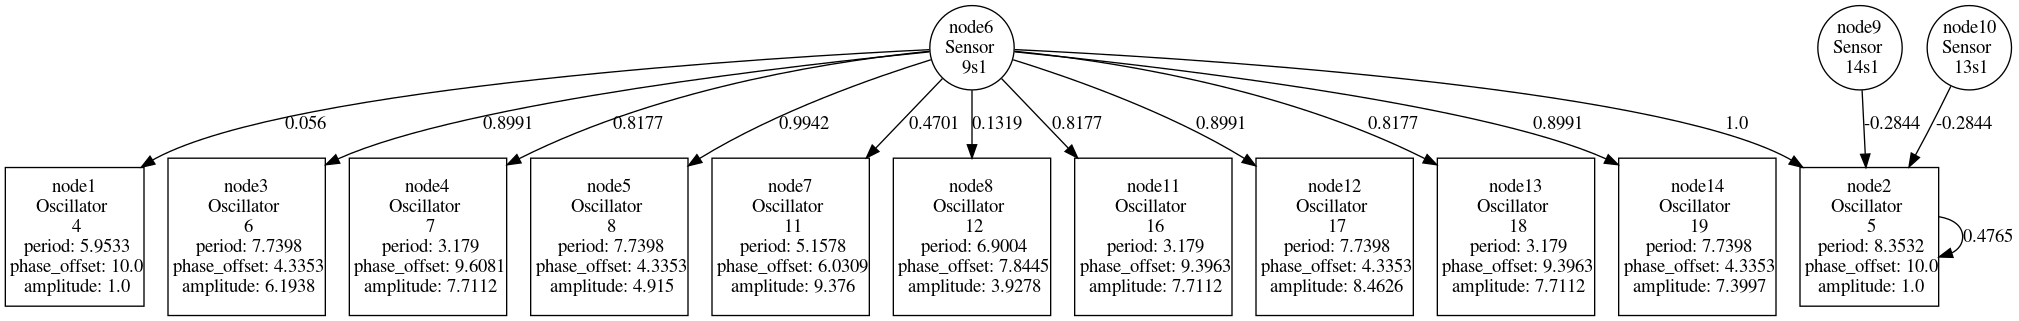 node6
Sensor
9s1
node9
Sensor
14s1
node10
Sensor
13s1
0.056
0.8991
0.8177
0.9942
0.4701
0.1319
0.8177
0.8991
0.8177
0.8991
1.0
-0.2844
-0.2844
node1
Oscillator
4
period: 5.9533
phase_offset: 10.0
amplitude: 1.0
node3
Oscillator
6
period: 7.7398
phase_offset: 4.3353
amplitude: 6.1938
node4
Oscillator
7
period: 3.179
phase_offset: 9.6081
amplitude: 7.7112
node5
Oscillator
8
period: 7.7398
phase_offset: 4.3353
amplitude: 4.915
node7
Oscillator
11
period: 5.1578
phase_offset: 6.0309
amplitude: 9.376
node8
Oscillator
12
period: 6.9004
phase_offset: 7.8445
amplitude: 3.9278
node11
Oscillator
16
period: 3.179
phase_offset: 9.3963
amplitude: 7.7112
node12
Oscillator
17
period: 7.7398
phase_offset: 4.3353
amplitude: 8.4626
node13
Oscillator
18
period: 3.179
phase_offset: 9.3963
amplitude: 7.7112
node14
Oscillator
19
period: 7.7398
phase_offset: 4.3353
amplitude: 7.3997
node2
Oscillator
5
period: 8.3532
phase_offset: 10.0
amplitude: 1.0
0.4765